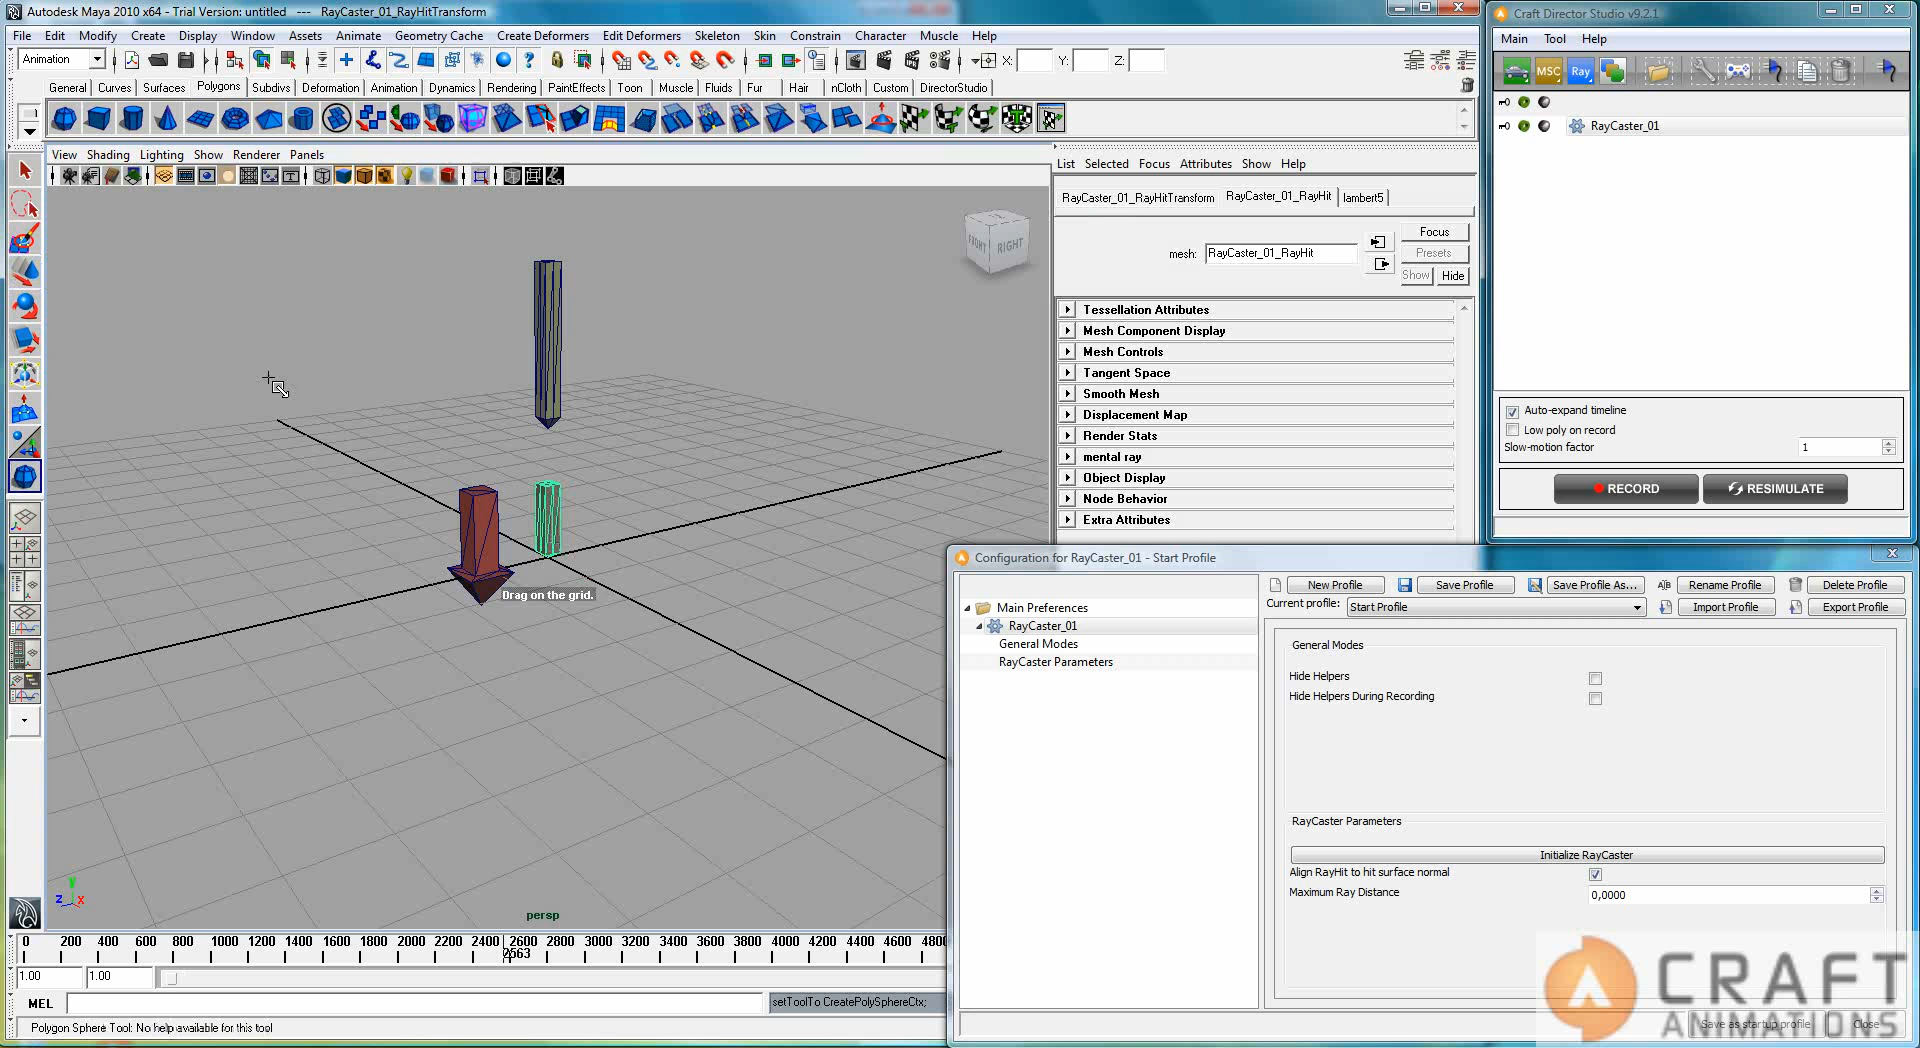 Autodesk Maya 2010 x64 - Trial Version: untitled   ---   RayCaster_01_RayHitTransform
File Edit Modify Create Display Window Assets Animate Geometry Cache Create Deformers Edit Deformers Skeleton Skin Constrain Character Muscle Help
Animation X: Y: Z:
General Curves Surfaces Polygons Subdivs Deformation Animation Dynamics Rendering PaintEffects Toon Muscle Fluids Fur Hair nCloth Custom DirectorStudio
View Shading Lighting Show Renderer Panels
FRONT RIGHT
Drag on the grid.
Y
Z X
persp
List Selected Focus Attributes Show Help
RayCaster_01_RayHitTransform RayCaster_01_RayHit lambert5
mesh: RayCaster_01_RayHit
Focus
Presets
Show Hide
Tessellation Attributes
Mesh Component Display
Mesh Controls
Tangent Space
Smooth Mesh
Displacement Map
Render Stats
mental ray
Object Display
Node Behavior
Extra Attributes
Craft Director Studio v9.2.1
Main Tool Help
MSC Ray
RayCaster_01
Auto-expand timeline
Low poly on record
Slow-motion factor 1
RECORD RESIMULATE
Configuration for RayCaster_01 - Start Profile
Main Preferences
RayCaster_01
General Modes
RayCaster Parameters
New Profile Save Profile Save Profile As... Rename Profile Delete Profile
Current profile: Start Profile Import Profile Export Profile
General Modes
Hide Helpers
Hide Helpers During Recording
RayCaster Parameters
Initialize RayCaster
Align RayHit to hit surface normal
Maximum Ray Distance 0,0000
Save as startup profile Close
CRAFT
ANIMATIONS
0 200 400 600 800 1000 1200 1400 1600 1800 2000 2200 2400 2600 2800 3000 3200 3400 3600 3800 4000 4200 4400 4600 4800
2563
1.00 1.00
MEL setToolTo CreatePolySphereCtx;
Polygon Sphere Tool: No help available for this tool